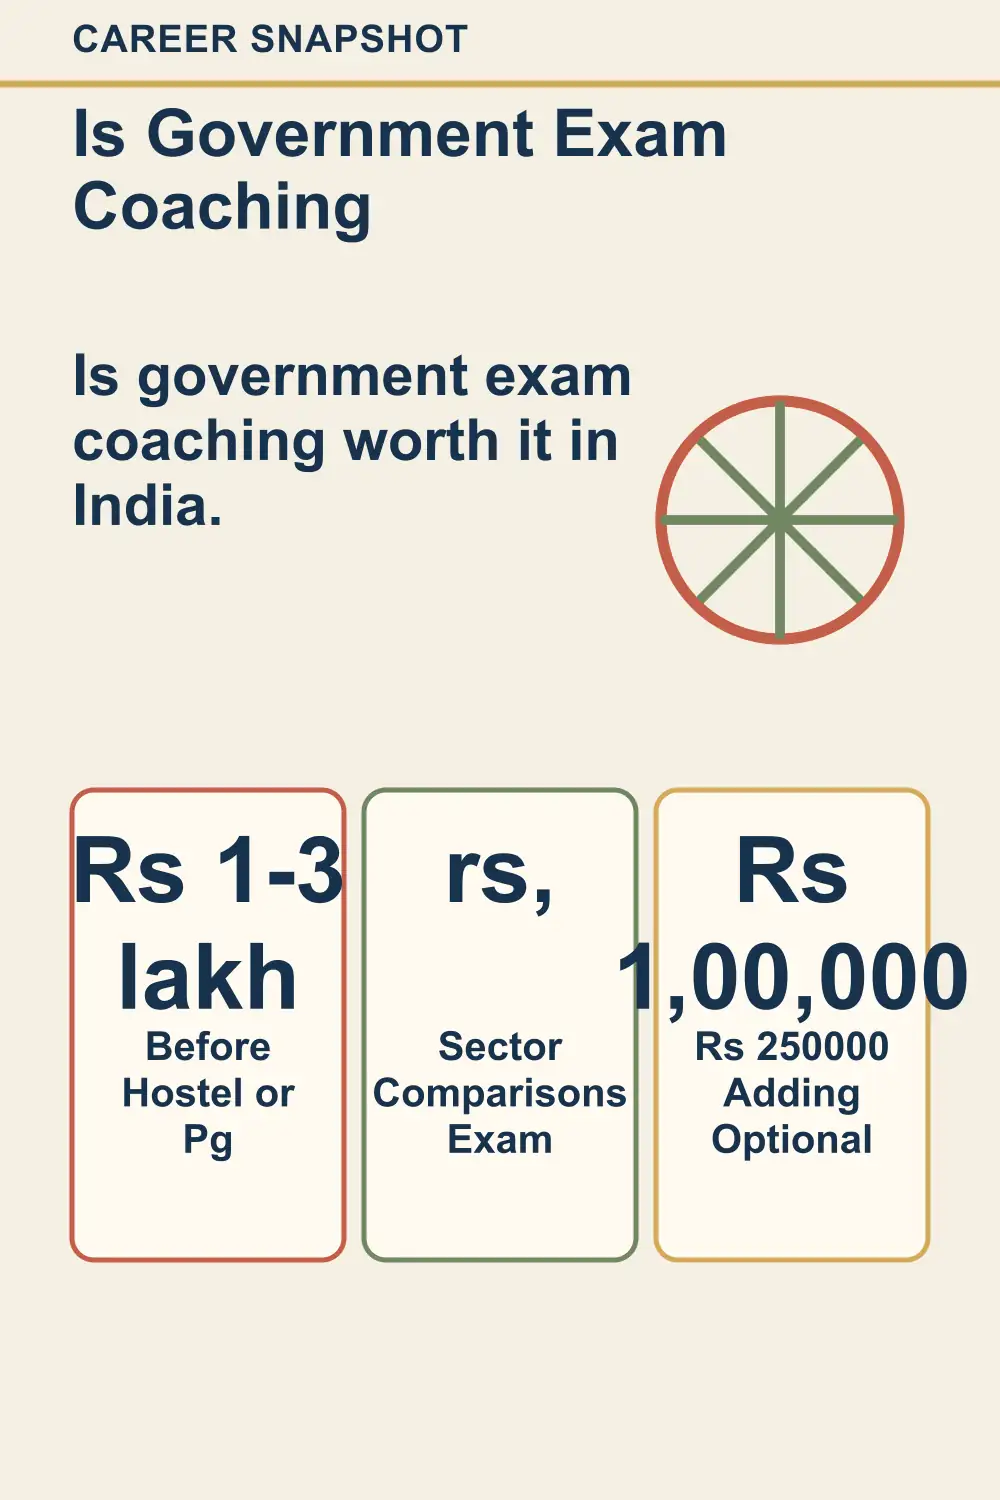 CAREER SNAPSHOT
Is Government Exam
Coaching
Is government exam
coaching worth it in
India.
Rs 1-3
lakh
Before
Hostel or
Pg
rs,
Sector
Comparisons
Exam
Rs
1,00,000
Rs 250000
Adding
Optional